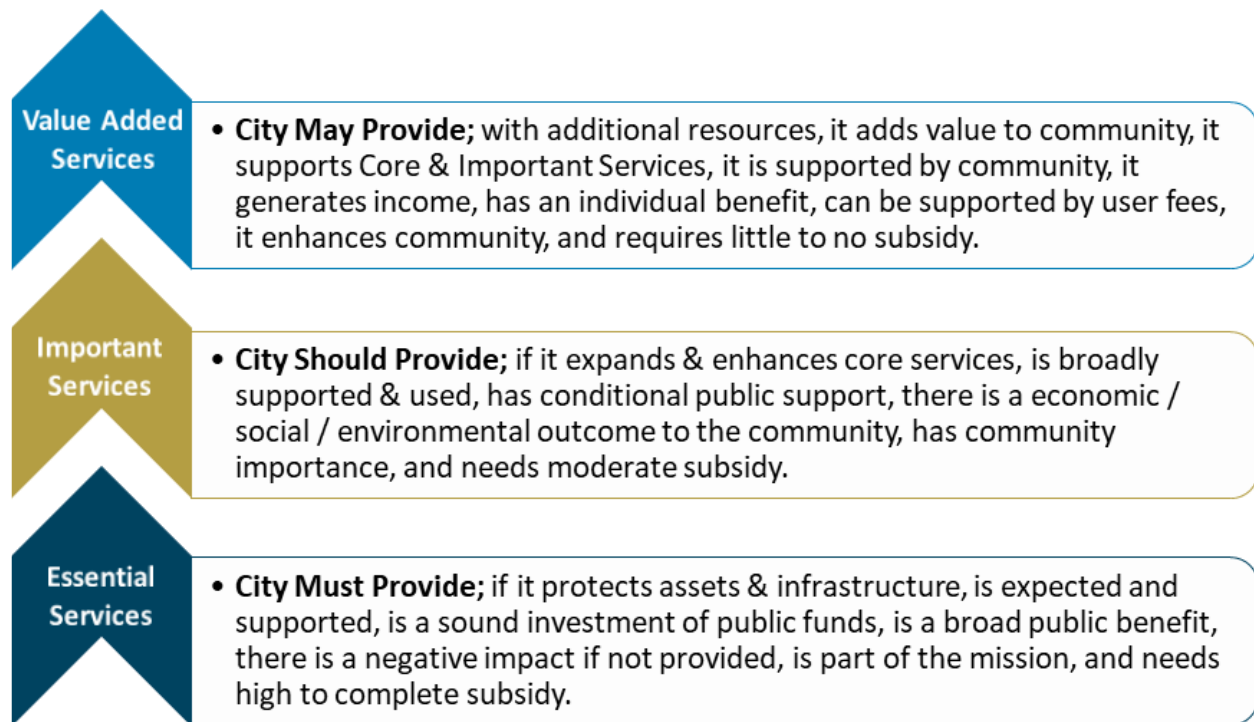 Value Added
Services
• City May Provide; with additional resources, it adds value to community, it
supports Core & Important Services, it is supported by community, it
generates income, has an individual benefit, can be supported by user fees,
it enhances community, and requires little to no subsidy.
Important
Services
• City Should Provide; if it expands & enhances core services, is broadly
supported & used, has conditional public support, there is a economic /
social / environmental outcome to the community, has community
importance, and needs moderate subsidy.
Essential
Services
• City Must Provide; if it protects assets & infrastructure, is expected and
supported, is a sound investment of public funds, is a broad public benefit,
there is a negative impact if not provided, is part of the mission, and needs
high to complete subsidy.